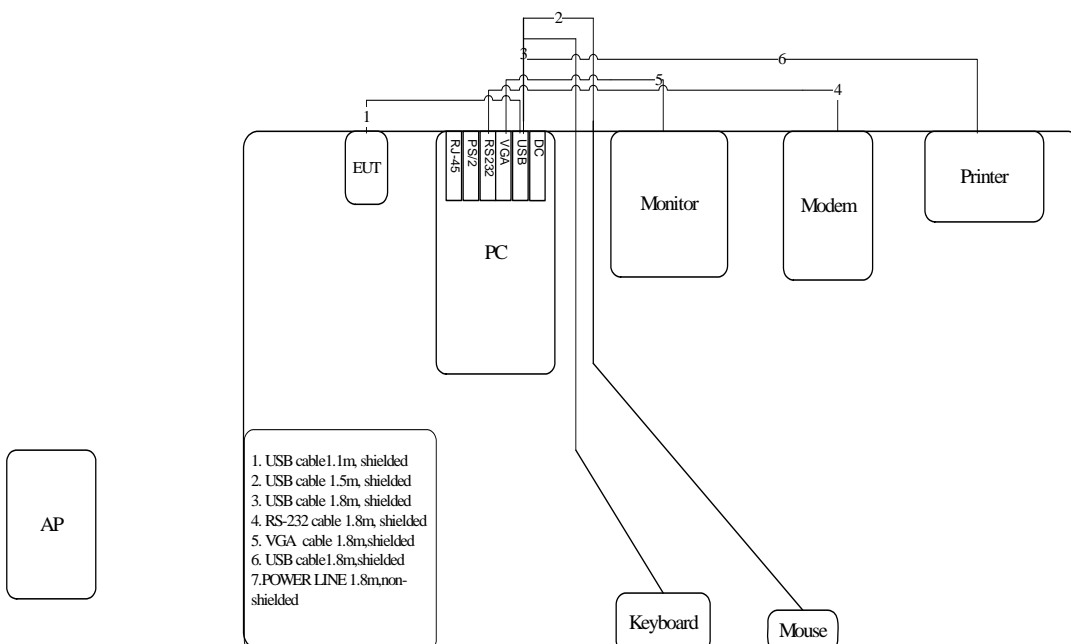 2
3
6
5
4
1
EUT
RJ-45
PS/2
RS232
VGA
USB
DC
PC
Monitor
Modem
Printer
1. USB cable1.1m, shielded
2. USB cable 1.5m, shielded
3. USB cable 1.8m, shielded
4. RS-232 cable 1.8m, shielded
5. VGA cable 1.8m,shielded
6. USB cable1.8m,shielded
7.POWER LINE 1.8m,non-
shielded
AP
Keyboard
Mouse